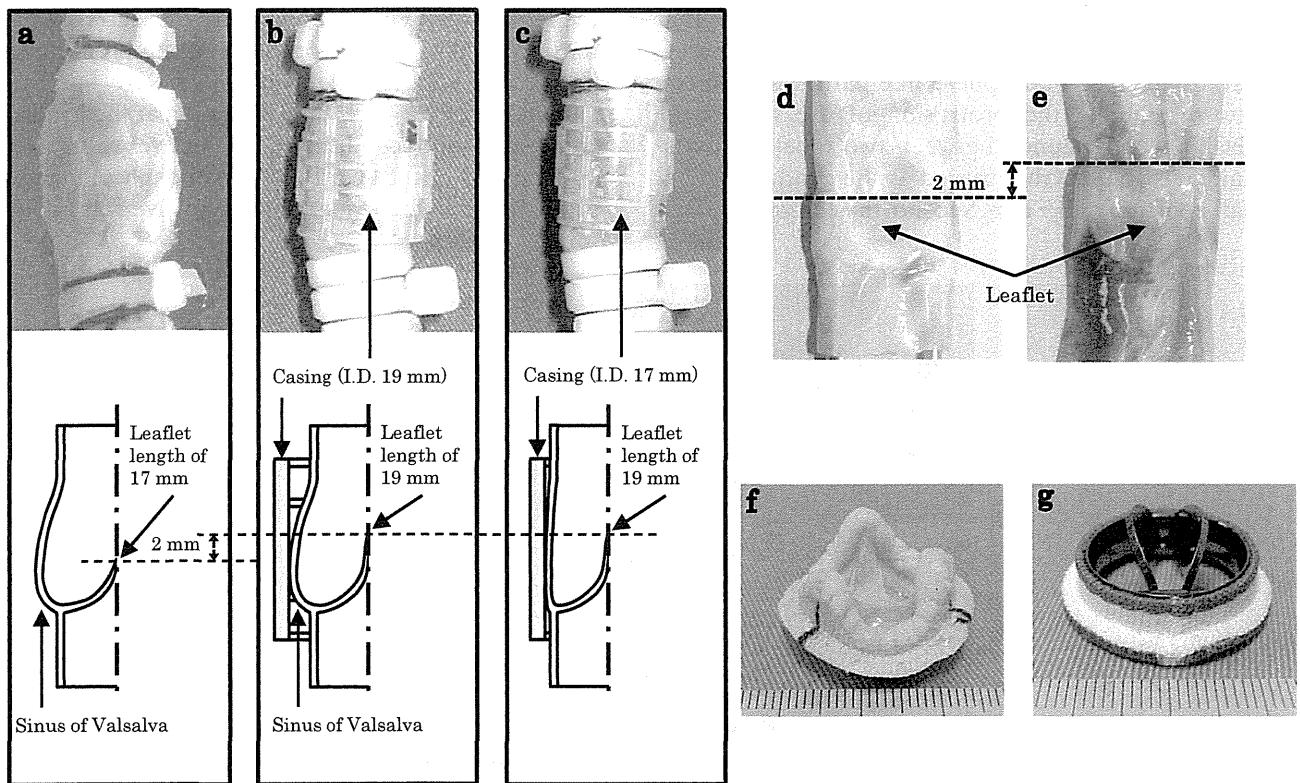 a
b
c
Casing (I.D. 19 mm)
Casing (I.D. 17 mm)
Leaflet
length of
17 mm
Leaflet
length of
19 mm
Leaflet
length of
19 mm
2 mm
Sinus of Valsalva
Sinus of Valsalva
d
e
2 mm
Leaflet
f
g